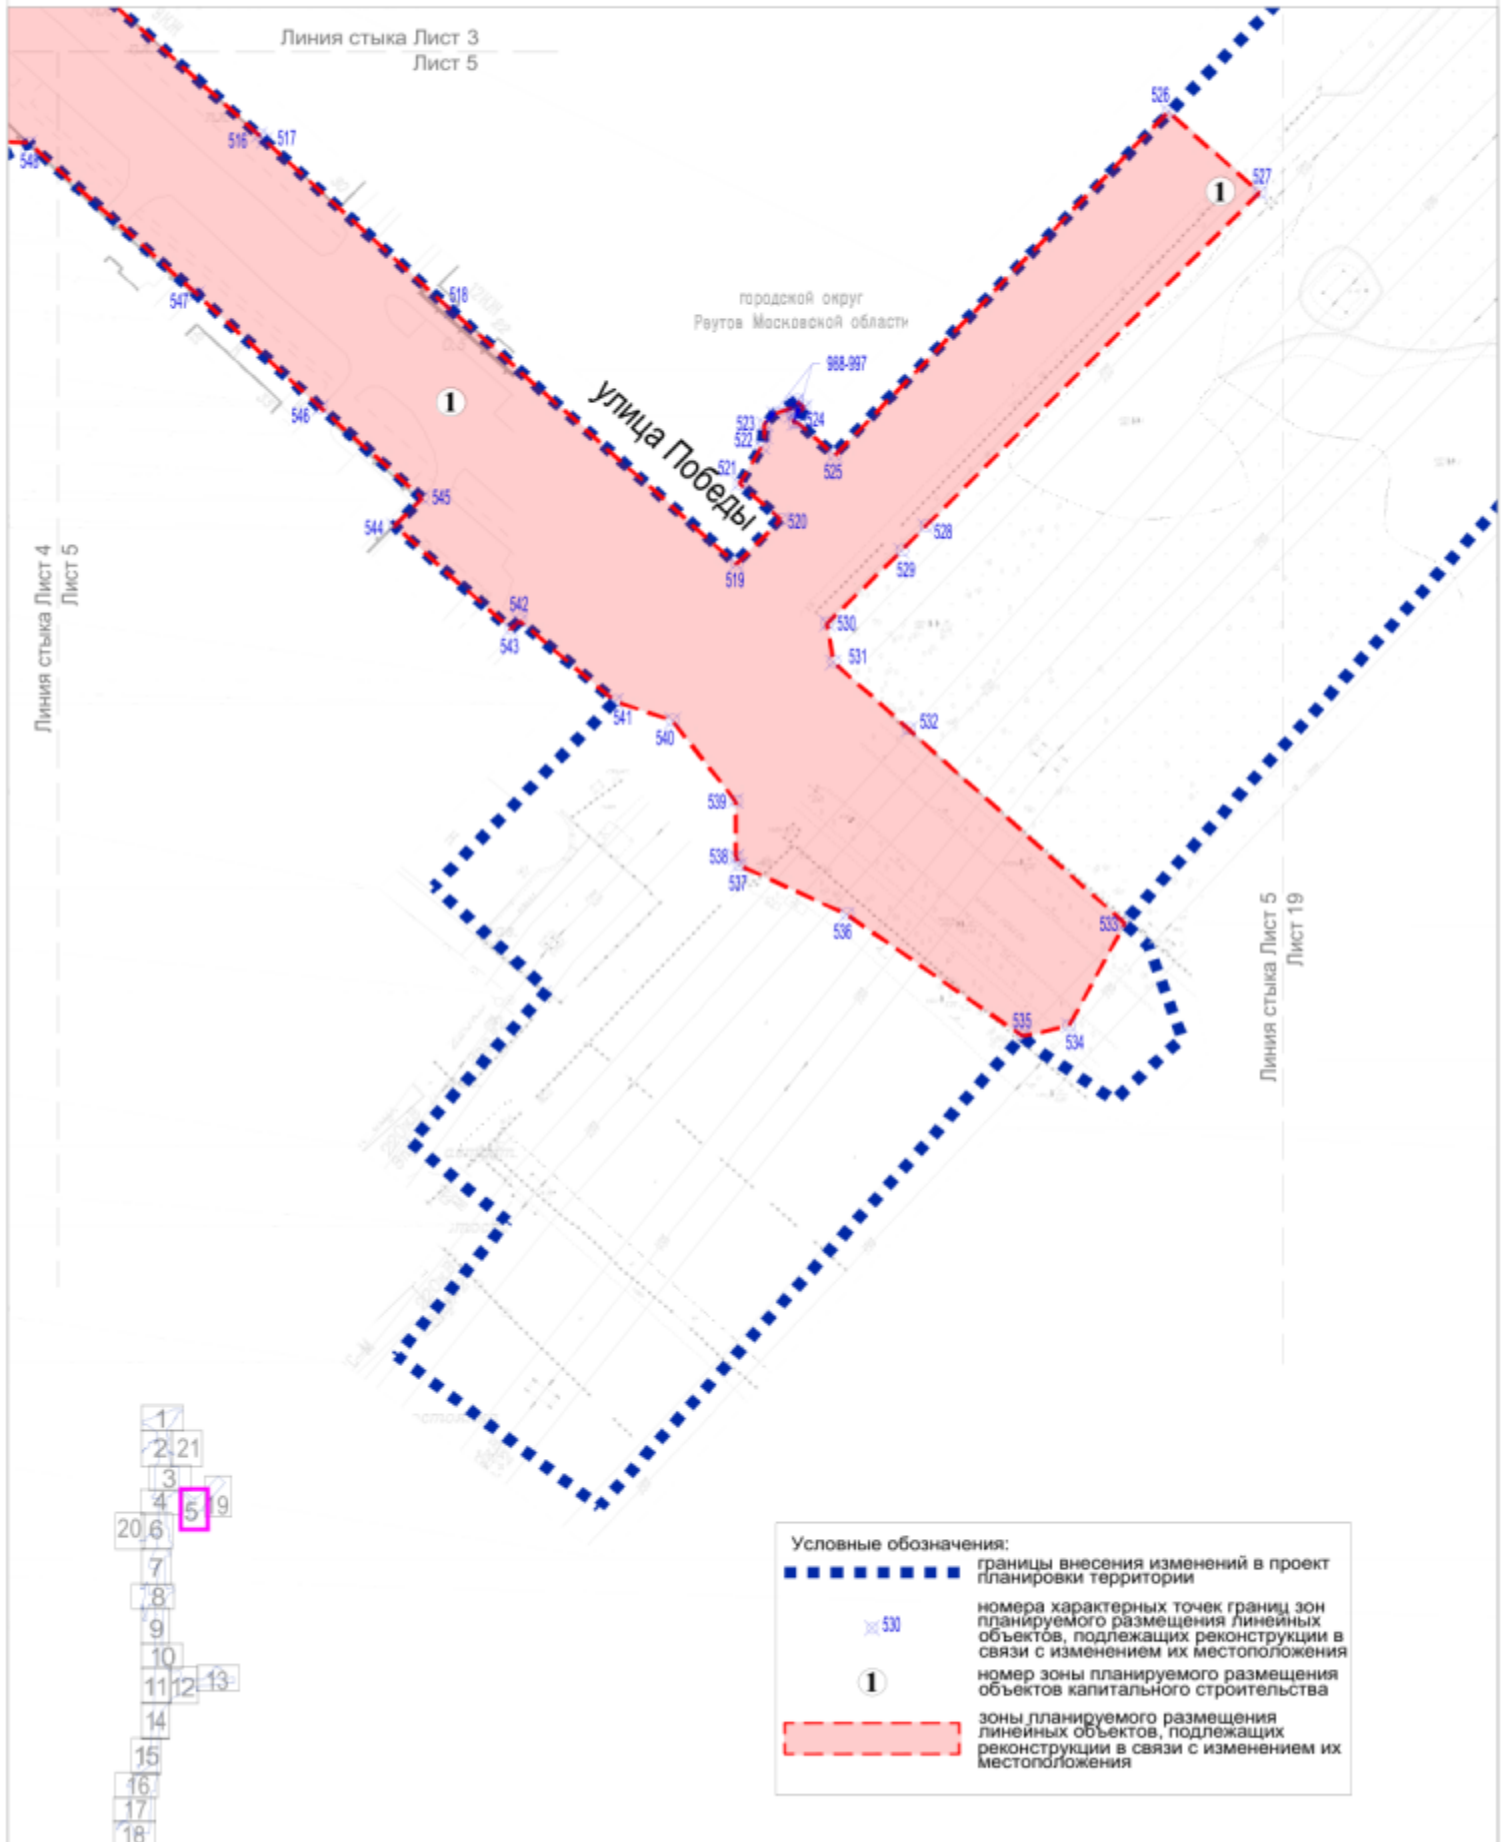 Линия стыка Лист 3
Лист 5
516
517
548
526
527
1
547
518
городской округ
Реутов Московской области
988-997
546
1
улица Победы
523
524
522
525
521
545
520
544
528
529
519
542
543
530
531
Линия стыка Лист 4
Лист 5
541
540
532
539
538
537
536
533
535
534
Линия стыка Лист 5
Лист 19
1
2
21
3
4
5
19
20
6
7
8
9
10
11
12
13
14
15
16
17
18
Условные обозначения:
границы внесения изменений в проект
планировки территории
530
номера характерных точек границ зон
планируемого размещения линейных
объектов, подлежащих реконструкции в
связи с изменением их местоположения
1
номер зоны планируемого размещения
объектов капитального строительства
зоны планируемого размещения
линейных объектов, подлежащих
реконструкции в связи с изменением их
местоположения